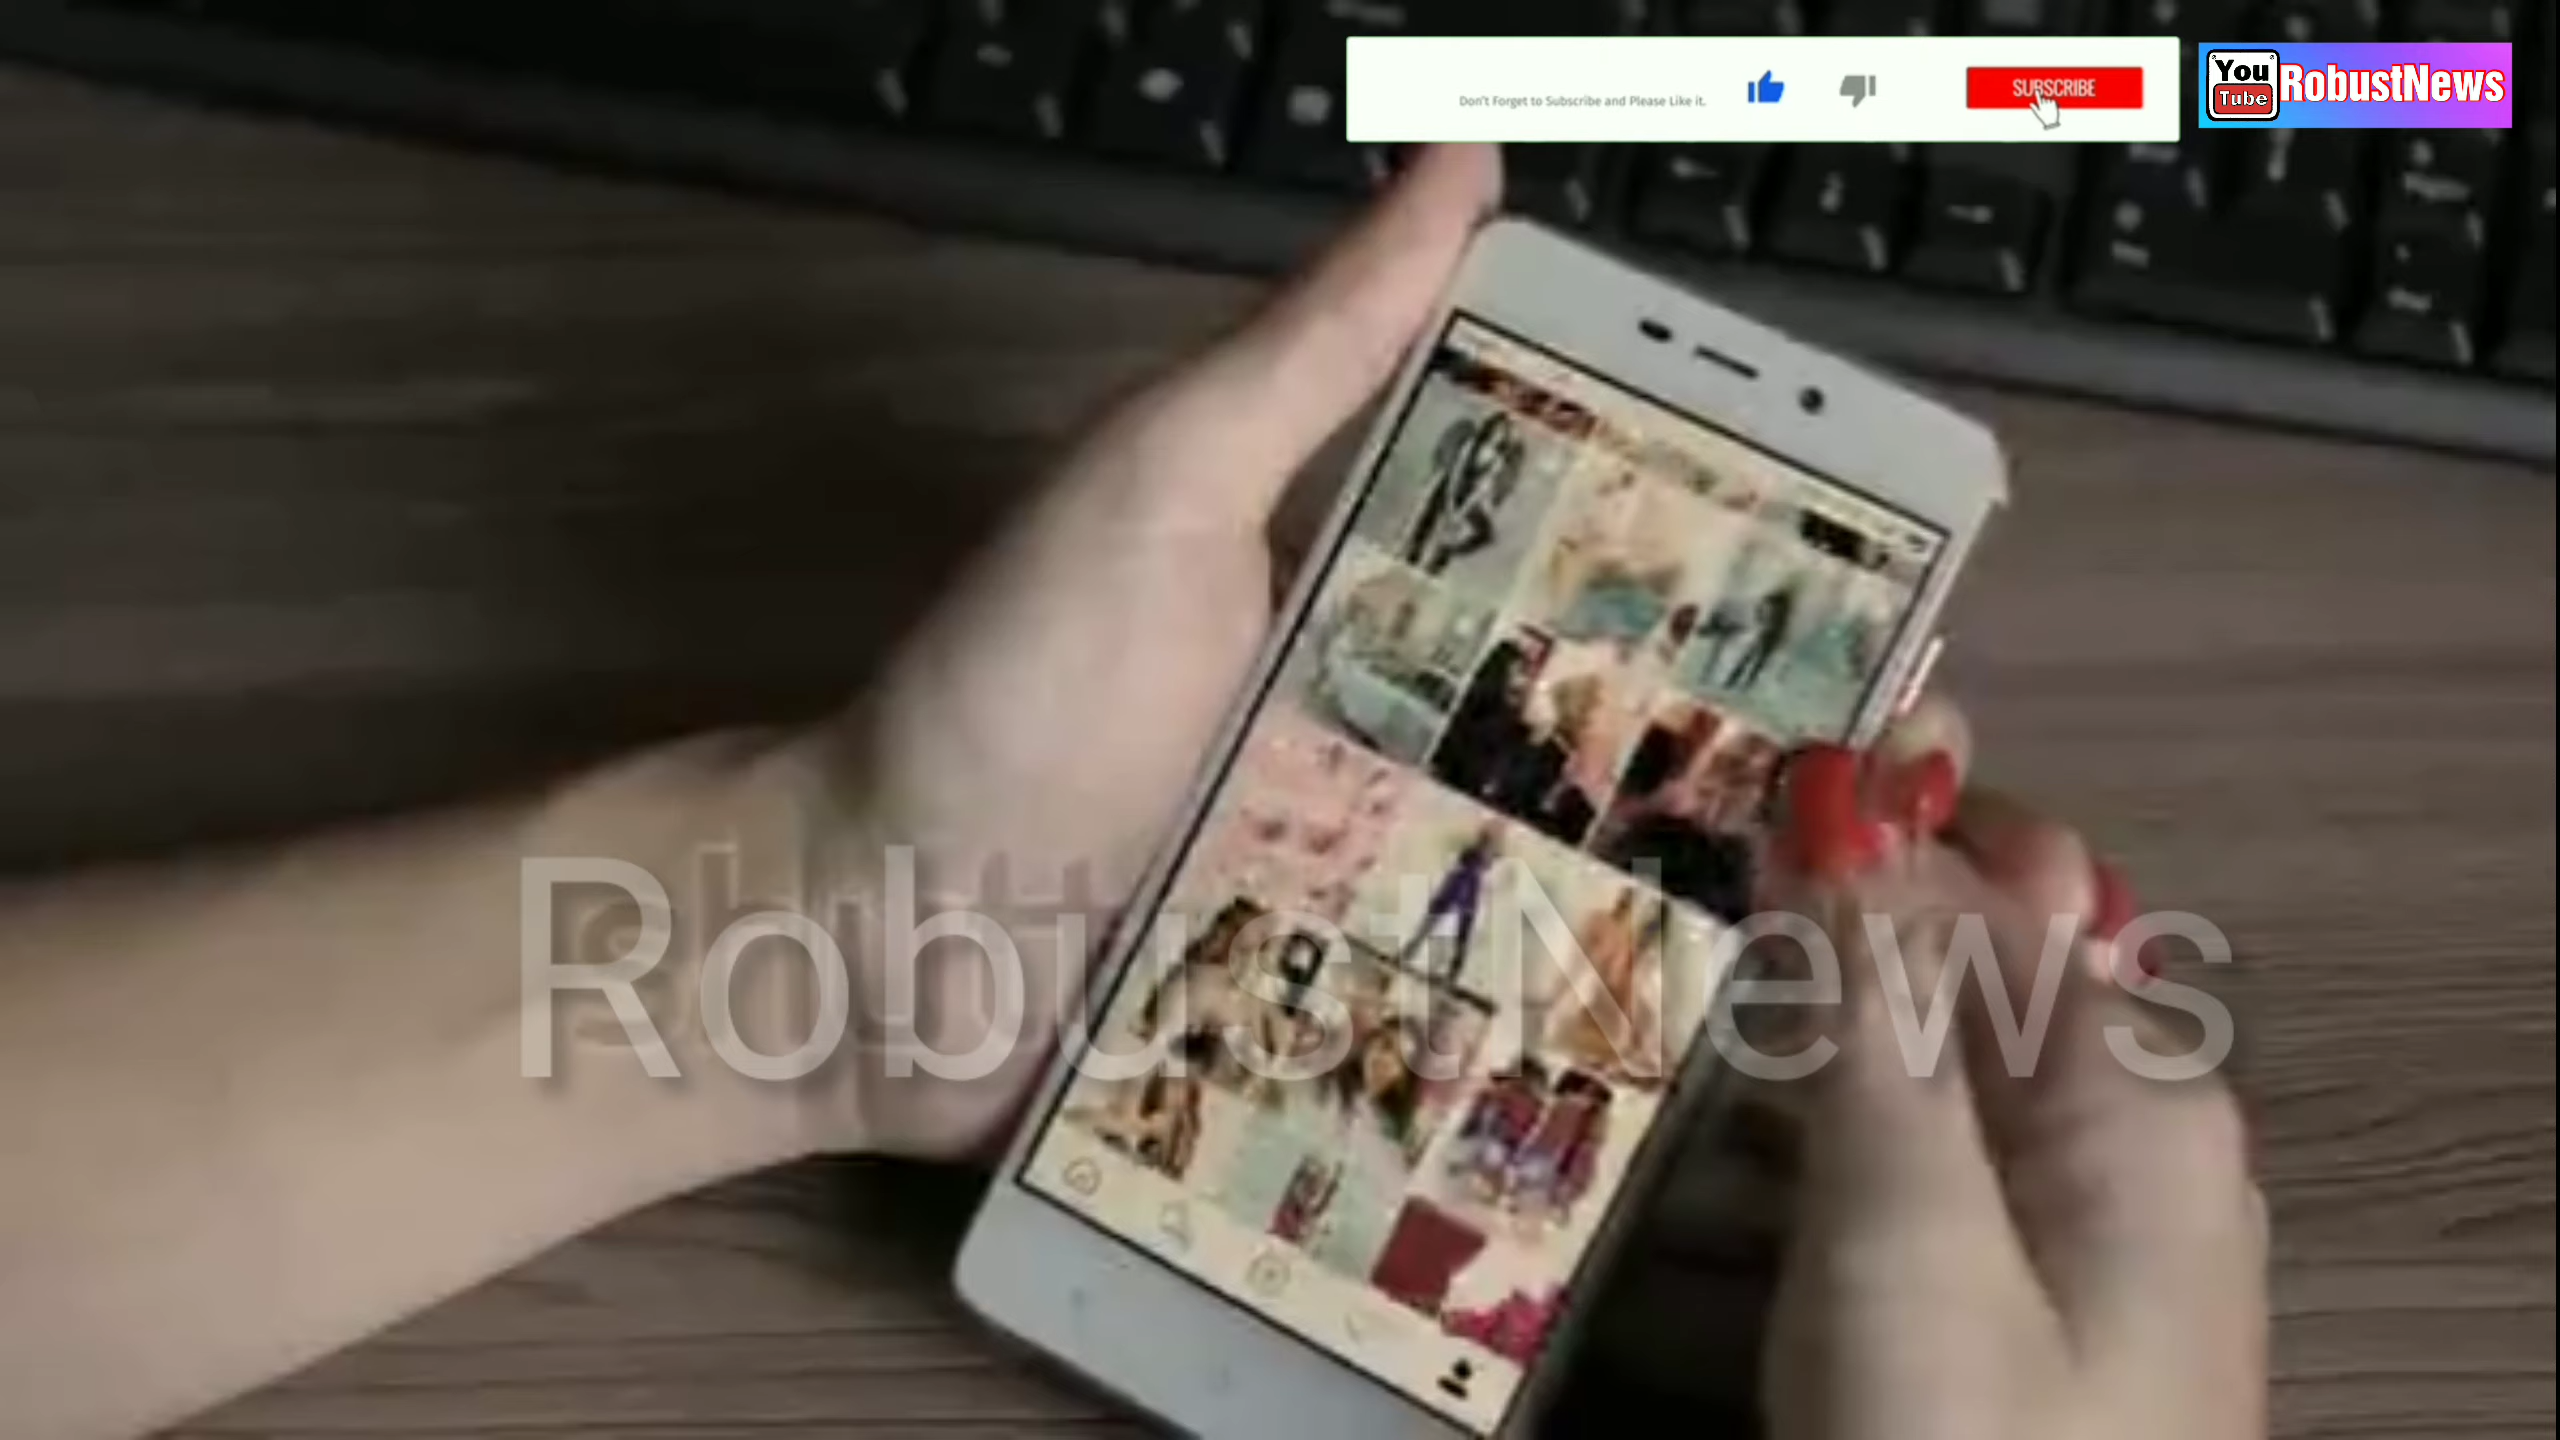 Don't Forget to Subscribe and Please Like it.
SUBSCRIBE
You
Tube
RobustNews
RobustNews